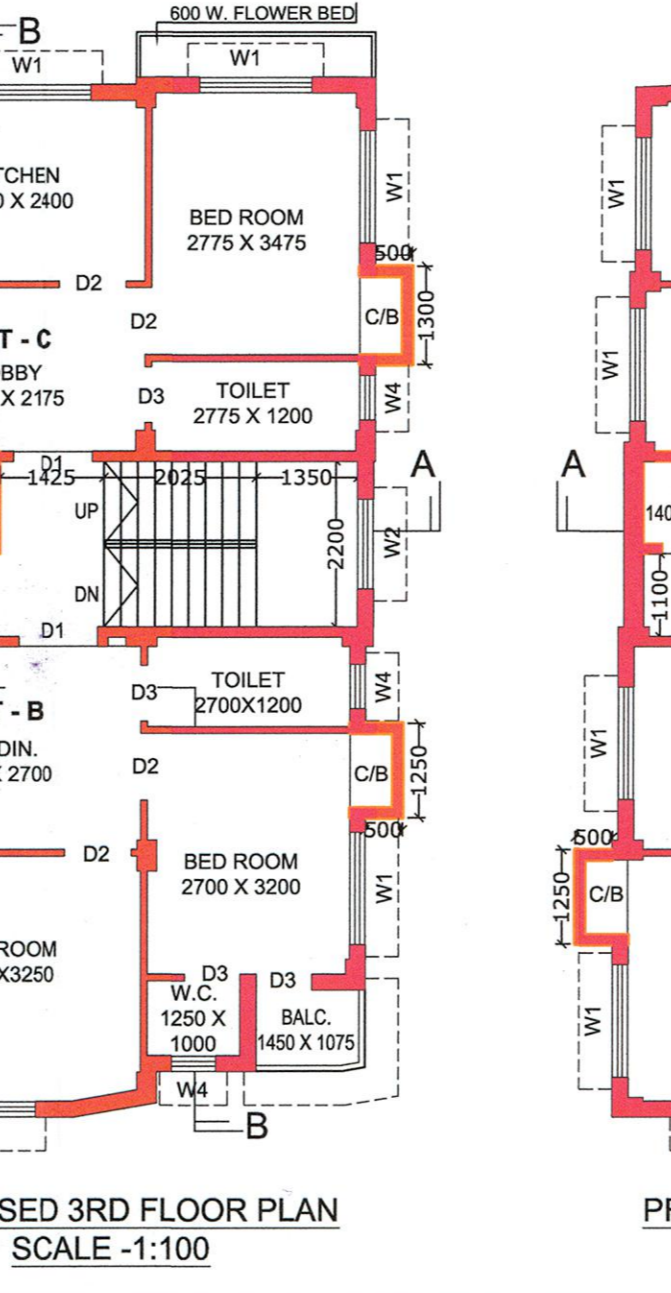 600 W. FLOWER BED
B
W1
W1
TCHEN
0 X 2400
BED ROOM
2775 X 3475
W1
W1
500
D2
C/B
1300
D2
T - C
BBY
X 2175
D3
TOILET
2775 X 1200
W4
W1
D1
1425
2025
1350
A
A
UP
2200
W2
140
DN
1100
D1
D3
TOILET
2700X1200
W4
T - B
DIN.
X 2700
D2
C/B
1250
W1
500
500
D2
BED ROOM
2700 X 3200
W1
1250
C/B
ROOM
X3250
D3
D3
W.C.
1250 X
1000
BALC.
1450 X 1075
W1
W4
B
SED 3RD FLOOR PLAN
SCALE -1:100